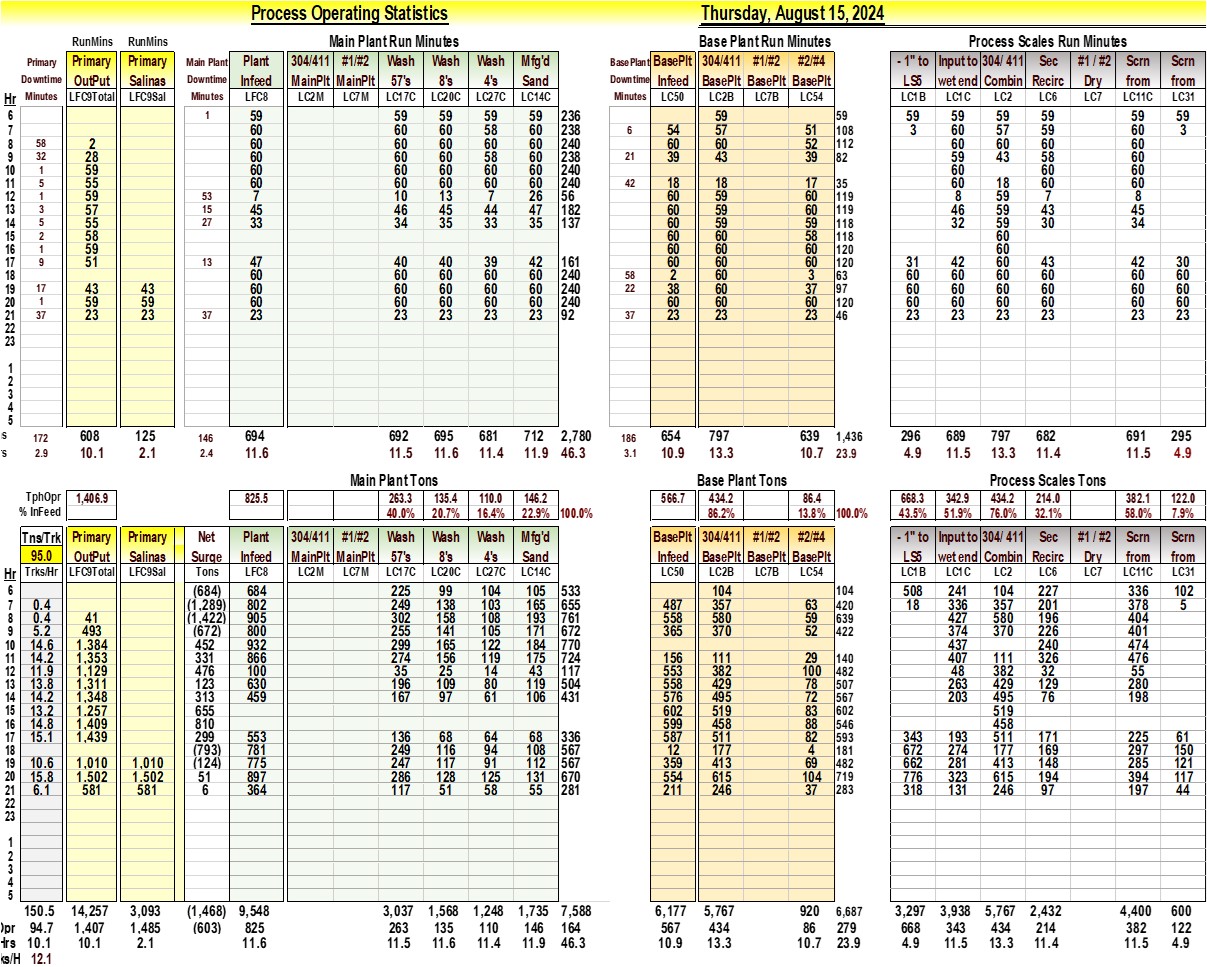 Process Operating Statistics Thursday, August 15, 2024
RunMins RunMins Main Plant Run Minutes Base Plant Run Minutes Process Scales Run Minutes
Primary Primary Primary Main Plant Plant 304/411 #1/#2 Wash Wash Wash Mfg'd Base Plant BasePlt 304/411 #1/#2 #2/#4 - 1" to Input to 304/ 411 Sec #1 / #2 Scrn Scrn
Downtime OutPut Salinas Downtime Infeed MainPlt MainPlt 57's 8's 4's Sand Downtime Infeed BasePlt BasePlt BasePlt LS5 wet end Combin Recirc Dry from from
Hr Minutes LFC9Total LFC9Sal Minutes LFC8 LC2M LC7M LC17C LC20C LC27C LC14C Minutes LC50 LC2B LC7B LC54 LC1B LC1C LC2 LC6 LC7 LC11C LC31
6 1 59 59 59 59 59 236 59 59 59 59 59 59 59 59
7 60 60 60 58 60 238 6 54 57 51 108 3 60 57 59 60 3
8 58 2 60 60 60 60 60 240 60 60 52 112 60 60 60 60
9 32 28 60 60 60 58 60 238 21 39 43 39 82 59 43 58 60
10 1 59 60 60 60 60 60 240 60 60 60
11 5 55 60 60 60 60 60 240 42 18 18 17 35 60 18 60 60
12 1 59 53 7 10 13 7 26 56 60 59 60 119 8 59 7 8
13 3 57 15 45 46 45 44 47 182 60 59 60 119 46 59 43 45
14 5 55 27 33 34 35 33 35 137 60 59 59 118 32 59 30 34
15 2 58 60 60 58 118 60
16 1 59 60 60 60 120 60
17 9 51 13 47 40 40 39 42 161 60 60 60 120 31 42 60 43 42 30
18 60 60 60 60 60 240 58 2 60 3 63 60 60 60 60 60 60
19 17 43 43 60 60 60 60 60 240 22 38 60 37 97 60 60 60 60 60 60
20 1 59 59 60 60 60 60 60 240 60 60 60 120 60 60 60 60 60 60
21 37 23 23 37 23 23 23 23 23 92 37 23 23 23 46 23 23 23 23 23 23
22
23
1
2
3
4
5
s 172 608 125 146 694 692 695 681 712 2,780 186 654 797 639 1,436 296 689 797 682 691 295
s 2.9 10.1 2.1 2.4 11.6 11.5 11.6 11.4 11.9 46.3 3.1 10.9 13.3 10.7 23.9 4.9 11.5 13.3 11.4 11.5 4.9
Main Plant Tons Base Plant Tons Process Scales Tons
TphOpr 1,406.9 825.5 263.3 135.4 110.0 146.2 566.7 434.2 86.4 668.3 342.9 434.2 214.0 382.1 122.0
% InFeed 40.0% 20.7% 16.4% 22.9% 100.0% 86.2% 13.8% 100.0% 43.5% 51.9% 76.0% 32.1% 58.0% 7.9%
Tns/Trk Primary Primary Net Plant 304/411 #1/#2 Wash Wash Wash Mfg'd BasePlt 304/411 #1/#2 #2/#4 - 1" to Input to 304/ 411 Sec #1 / #2 Scrn Scrn
95.0 OutPut Salinas Surge Infeed MainPlt MainPlt 57's 8's 4's Sand Infeed BasePlt BasePlt BasePlt LS5 wet end Combin Recirc Dry from from
Hr Trks/Hr LFC9Total LFC9Sal Tons LFC8 LC2M LC7M LC17C LC20C LC27C LC14C LC50 LC2B LC7B LC54 LC1B LC1C LC2 LC6 LC7 LC11C LC31
6 (684) 684 225 99 104 105 533 104 104 508 241 104 227 336 102
7 0.4 (1,289) 802 249 138 103 165 655 487 357 63 420 18 336 357 201 378 5
8 0.4 41 (1,422) 905 302 158 108 193 761 558 580 59 639 427 580 196 404
9 5.2 493 (672) 800 255 141 105 171 672 365 370 52 422 374 370 226 401
10 14.6 1,384 452 932 299 165 122 184 770 437 240 474
11 14.2 1,353 331 866 274 156 119 175 724 156 111 29 140 407 111 326 476
12 11.9 1,129 476 100 35 25 14 43 117 553 382 100 482 48 382 32 55
13 13.8 1,311 123 630 196 109 80 119 504 558 429 78 507 263 429 129 280
14 14.2 1,348 313 459 167 97 61 106 431 576 495 72 567 203 495 76 198
15 13.2 1,257 655 602 519 83 602 519
16 14.8 1,409 810 599 458 88 546 458
17 15.1 1,439 299 553 136 68 64 68 336 587 511 82 593 343 193 511 171 225 61
18 (793) 781 249 116 94 108 567 12 177 4 181 672 274 177 169 297 150
19 10.6 1,010 1,010 (124) 775 247 117 91 112 567 359 413 69 482 662 281 413 148 285 121
20 15.8 1,502 1,502 51 897 286 128 125 131 670 554 615 104 719 776 323 615 194 394 117
21 6.1 581 581 6 364 117 51 58 55 281 211 246 37 283 318 131 246 97 197 44
22
23
1
2
3
4
5
150.5 14,257 3,093 (1,468) 9,548 3,037 1,568 1,248 1,735 7,588 6,177 5,767 920 6,687 3,297 3,938 5,767 2,432 4,400 600
Opr 94.7 1,407 1,485 (603) 825 263 135 110 146 164 567 434 86 279 668 343 434 214 382 122
Hrs 10.1 10.1 2.1 11.6 11.5 11.6 11.4 11.9 46.3 10.9 13.3 10.7 23.9 4.9 11.5 13.3 11.4 11.5 4.9
ks/H 12.1